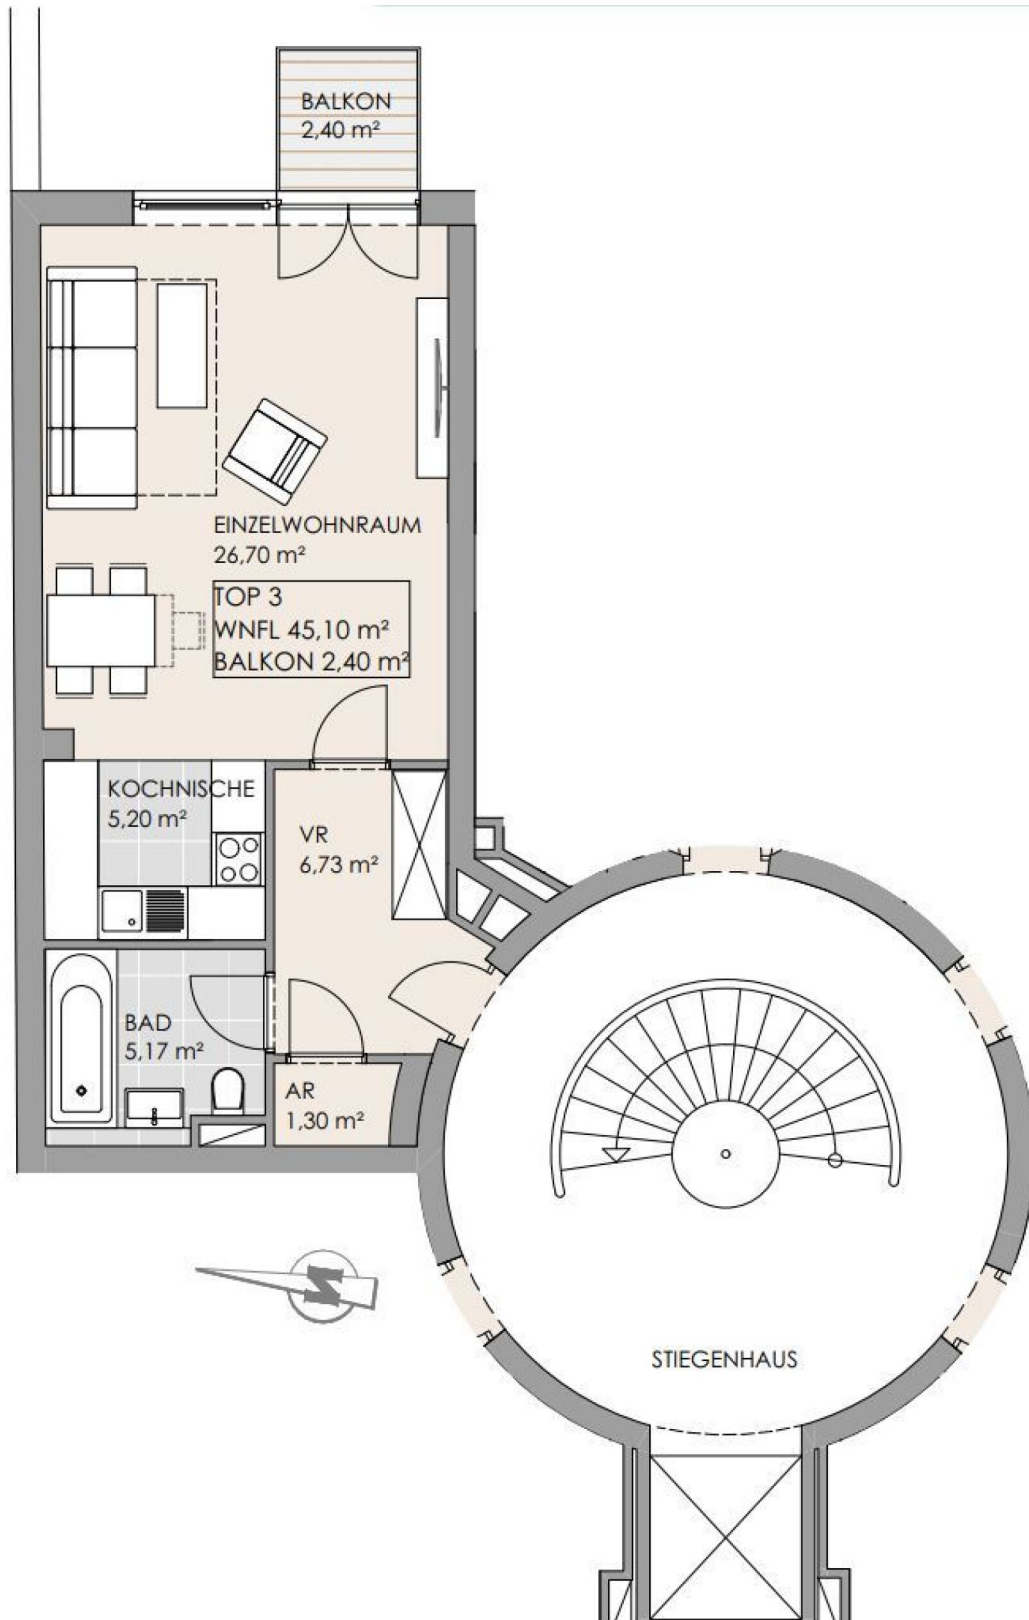 BALKON
2,40 m²
EINZELWOHNRAUM
26,70 m²
TOP 3
WNFL 45,10 m²
BALKON 2,40 m²
KOCHNISCHE
5,20 m²
VR
6,73 m²
BAD
5,17 m²
AR
1,30 m²
N
STIEGENHAUS